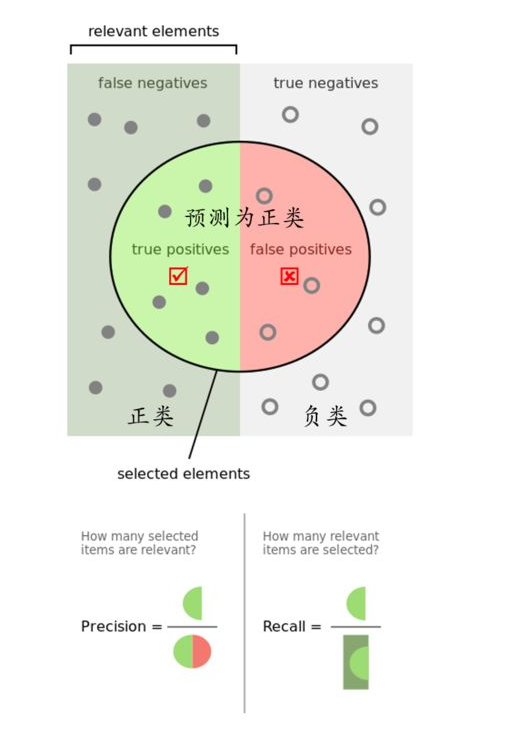 relevant elements
false negatives
true negatives
预测为正类
true positives
false positives
正类
负类
selected elements
How many selected
items are relevant?
How many relevant
items are selected?
Precision =
Recall =